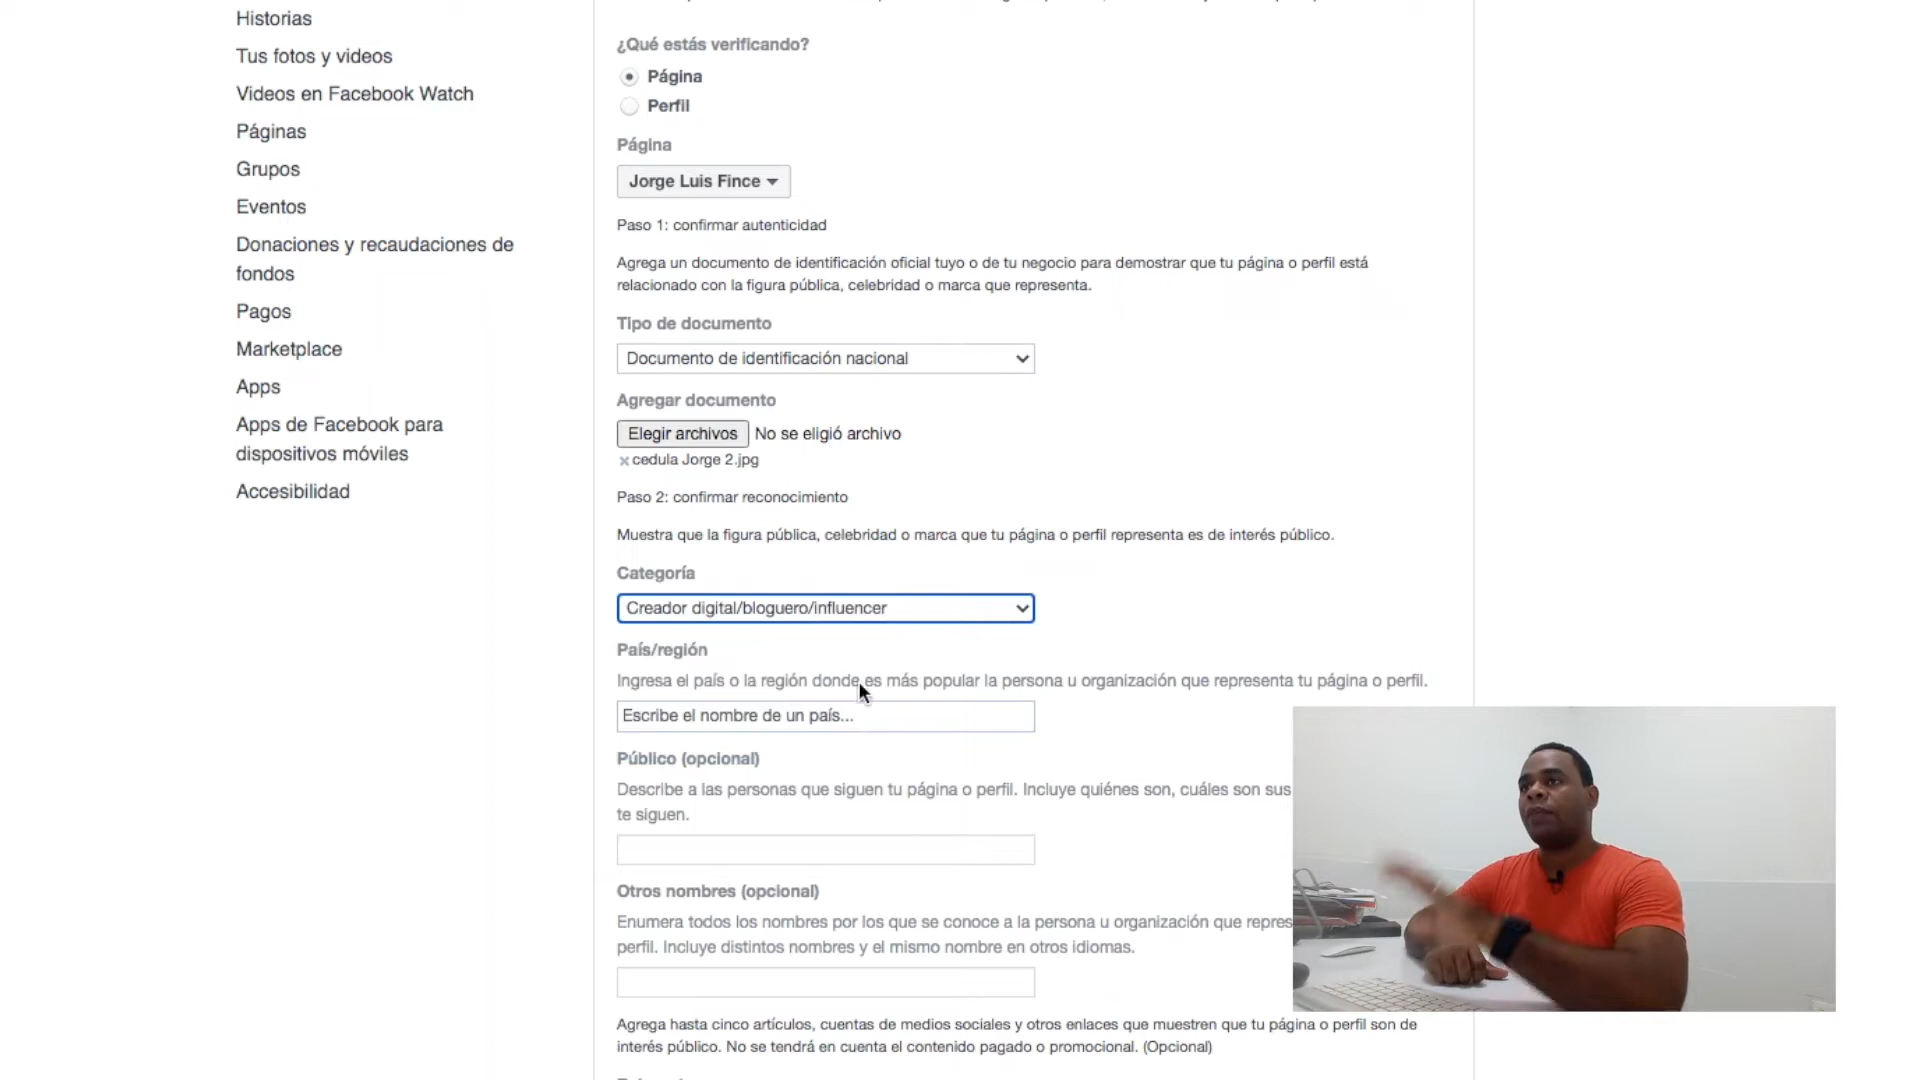 Historias
Tus fotos y videos
Videos en Facebook Watch
Páginas
Grupos
Eventos
Donaciones y recaudaciones de
fondos
Pagos
Marketplace
Apps
Apps de Facebook para
dispositivos móviles
Accesibilidad
¿Qué estás verificando?
Página
Perfil
Página
Jorge Luis Fince
Paso 1: confirmar autenticidad
Agrega un documento de identificación oficial tuyo o de tu negocio para demostrar que tu página o perfil está
relacionado con la figura pública, celebridad o marca que representa.
Tipo de documento
Documento de identificación nacional
Agregar documento
Elegir archivos No se eligió archivo
cedula Jorge 2.jpg
Paso 2: confirmar reconocimiento
Muestra que la figura pública, celebridad o marca que tu página o perfil representa es de interés público.
Categoría
Creador digital/bloguero/influencer
País/región
Ingresa el país o la región donde es más popular la persona u organización que representa tu página o perfil.
Escribe el nombre de un país...
Público (opcional)
Describe a las personas que siguen tu página o perfil. Incluye quiénes son, cuáles son sus
te siguen.
Otros nombres (opcional)
Enumera todos los nombres por los que se conoce a la persona u organización que repres
perfil. Incluye distintos nombres y el mismo nombre en otros idiomas.
Agrega hasta cinco artículos, cuentas de medios sociales y otros enlaces que muestren que tu página o perfil son de
interés público. No se tendrá en cuenta el contenido pagado o promocional. (Opcional)